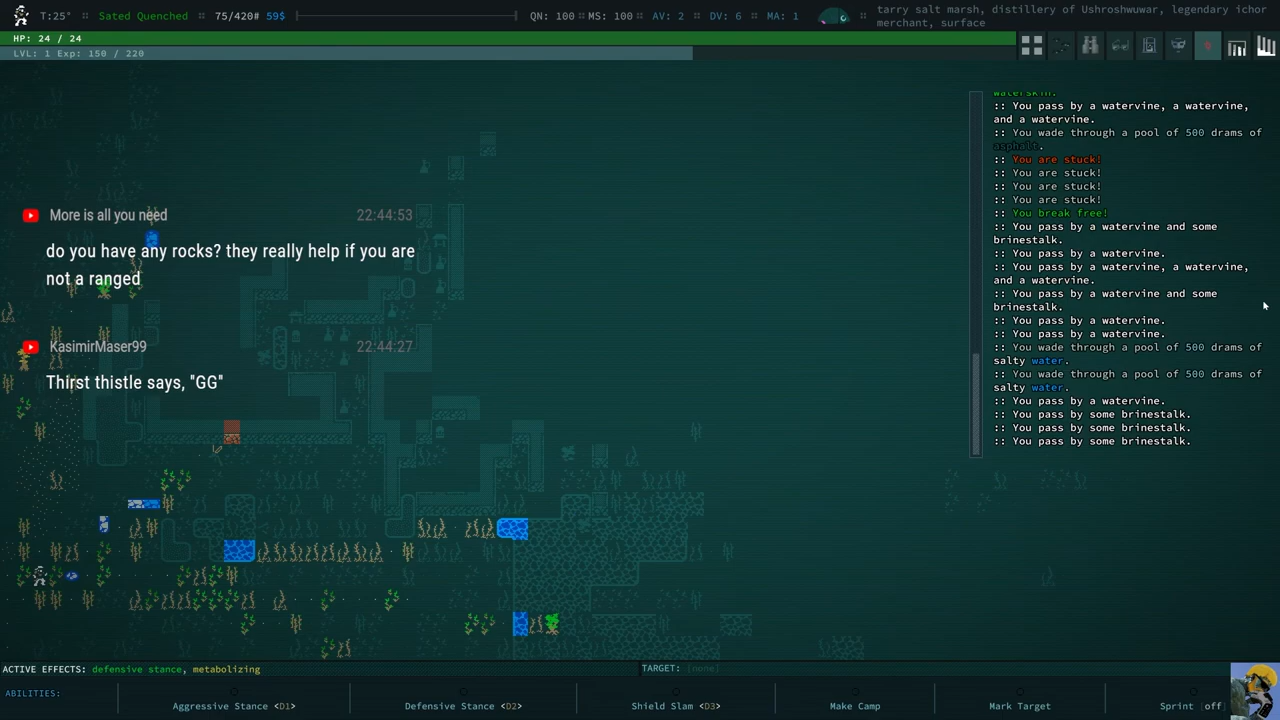 T:25° :: Sated Quenched :: 75/420# 59$ QN: 100 :: MS: 100 :: AV: 2 :: DV: 6 :: MA: 1 :: :: tarry salt marsh, distillery of Ushroshwuwar, legendary ichor
merchant, surface
HP: 24 / 24
LVL: 1 Exp: 150 / 220
waterskin.
:: You pass by a watervine, a watervine,
and a watervine.
:: You wade through a pool of 500 drams of
asphalt.
:: You are stuck!
:: You are stuck!
:: You are stuck!
:: You are stuck!
:: You break free!
:: You pass by a watervine and some
brinestalk.
:: You pass by a watervine.
:: You pass by a watervine, a watervine,
and a watervine.
:: You pass by a watervine and some
brinestalk.
:: You pass by a watervine.
:: You pass by a watervine.
:: You wade through a pool of 500 drams of
salty water.
:: You wade through a pool of 500 drams of
salty water.
:: You pass by a watervine.
:: You pass by some brinestalk.
:: You pass by some brinestalk.
:: You pass by some brinestalk.
More is all you need 22:44:53
do you have any rocks? they really help if you are
not a ranged
KasimirMaser99 22:44:27
Thirst thistle says, "GG"
ACTIVE EFFECTS: defensive stance, metabolizing
TARGET: [none]
ABILITIES: Aggressive Stance <D1> Defensive Stance <D2> Shield Slam <D3> Make Camp Mark Target Sprint [off]